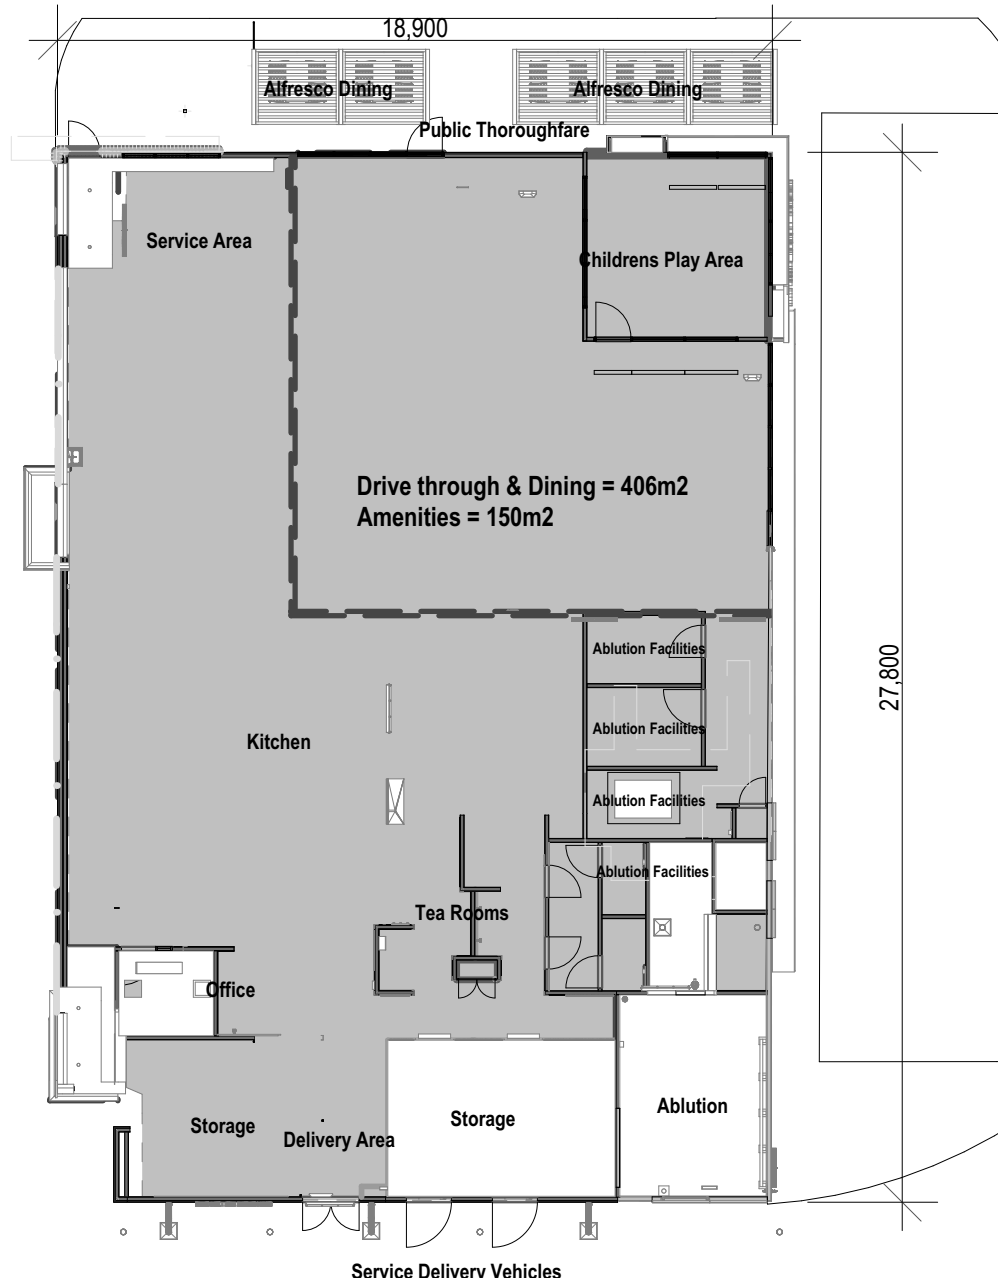 18,900
Alfresco Dining
Alfresco Dining
Public Thoroughfare
Service Area
Childrens Play Area
Drive through & Dining = 406m2
Amenities = 150m2
27,800
Ablution Facilities
Ablution Facilities
Kitchen
Ablution Facilities
Ablution Facilities
Tea Rooms
Office
Storage
Delivery Area
Storage
Ablution
Service Delivery Vehicles